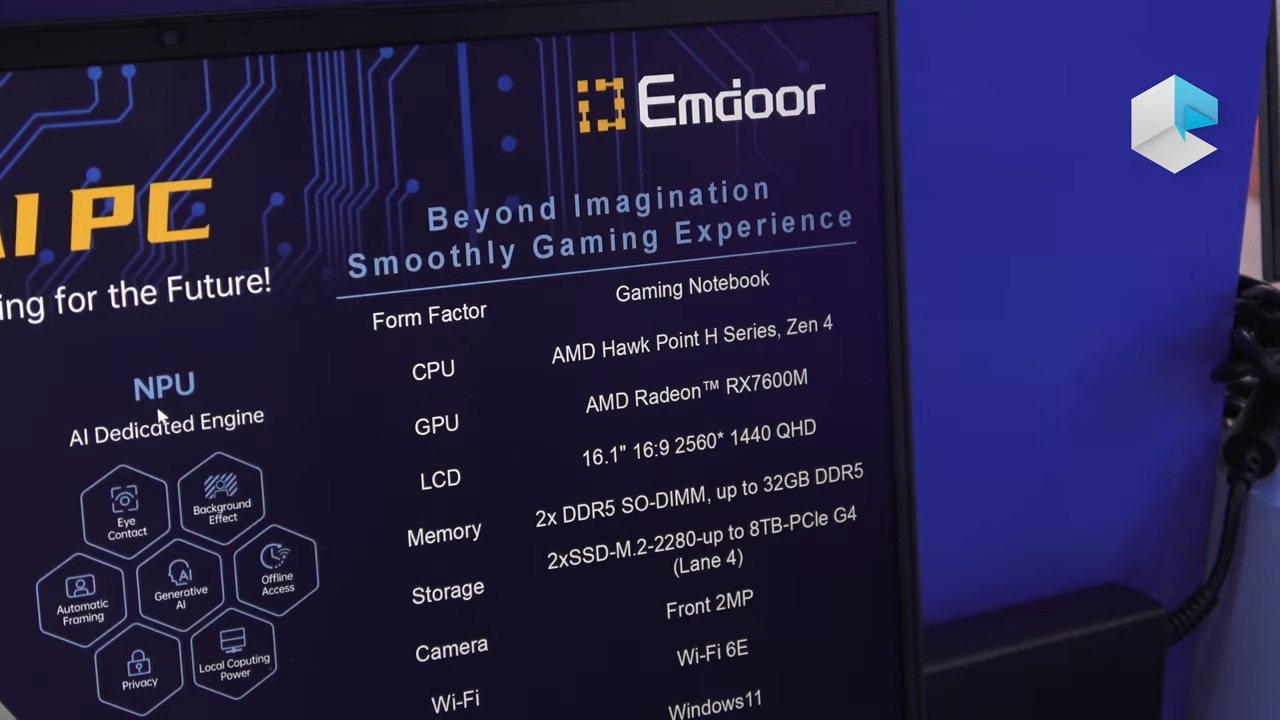 Emdoor
AI PC
ing for the Future!
NPU
AI Dedicated Engine
Eye
Contact
Background
Effect
Automatic
Framing
Generative
AI
Offline
Access
Privacy
Local Coputing
Power
Beyond Imagination
Smoothly Gaming Experience
Form Factor Gaming Notebook
CPU AMD Hawk Point H Series, Zen 4
GPU AMD Radeon™ RX7600M
LCD 16.1" 16:9 2560* 1440 QHD
Memory 2x DDR5 SO-DIMM, up to 32GB DDR5
Storage 2xSSD-M.2-2280-up to 8TB-PCIe G4
(Lane 4)
Camera Front 2MP
Wi-Fi Wi-Fi 6E
Windows11